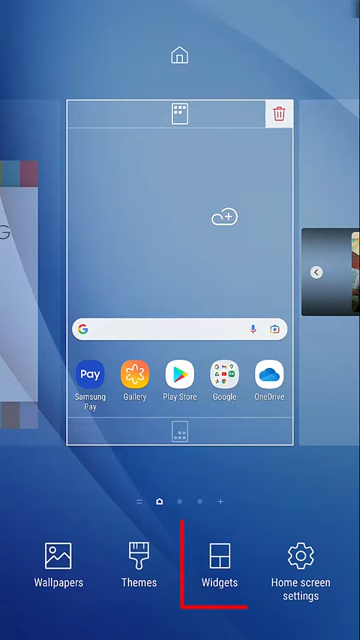 G
Pay
Samsung Pay
Gallery
Play Store
Google
OneDrive
Wallpapers
Themes
Widgets
Home screen settings